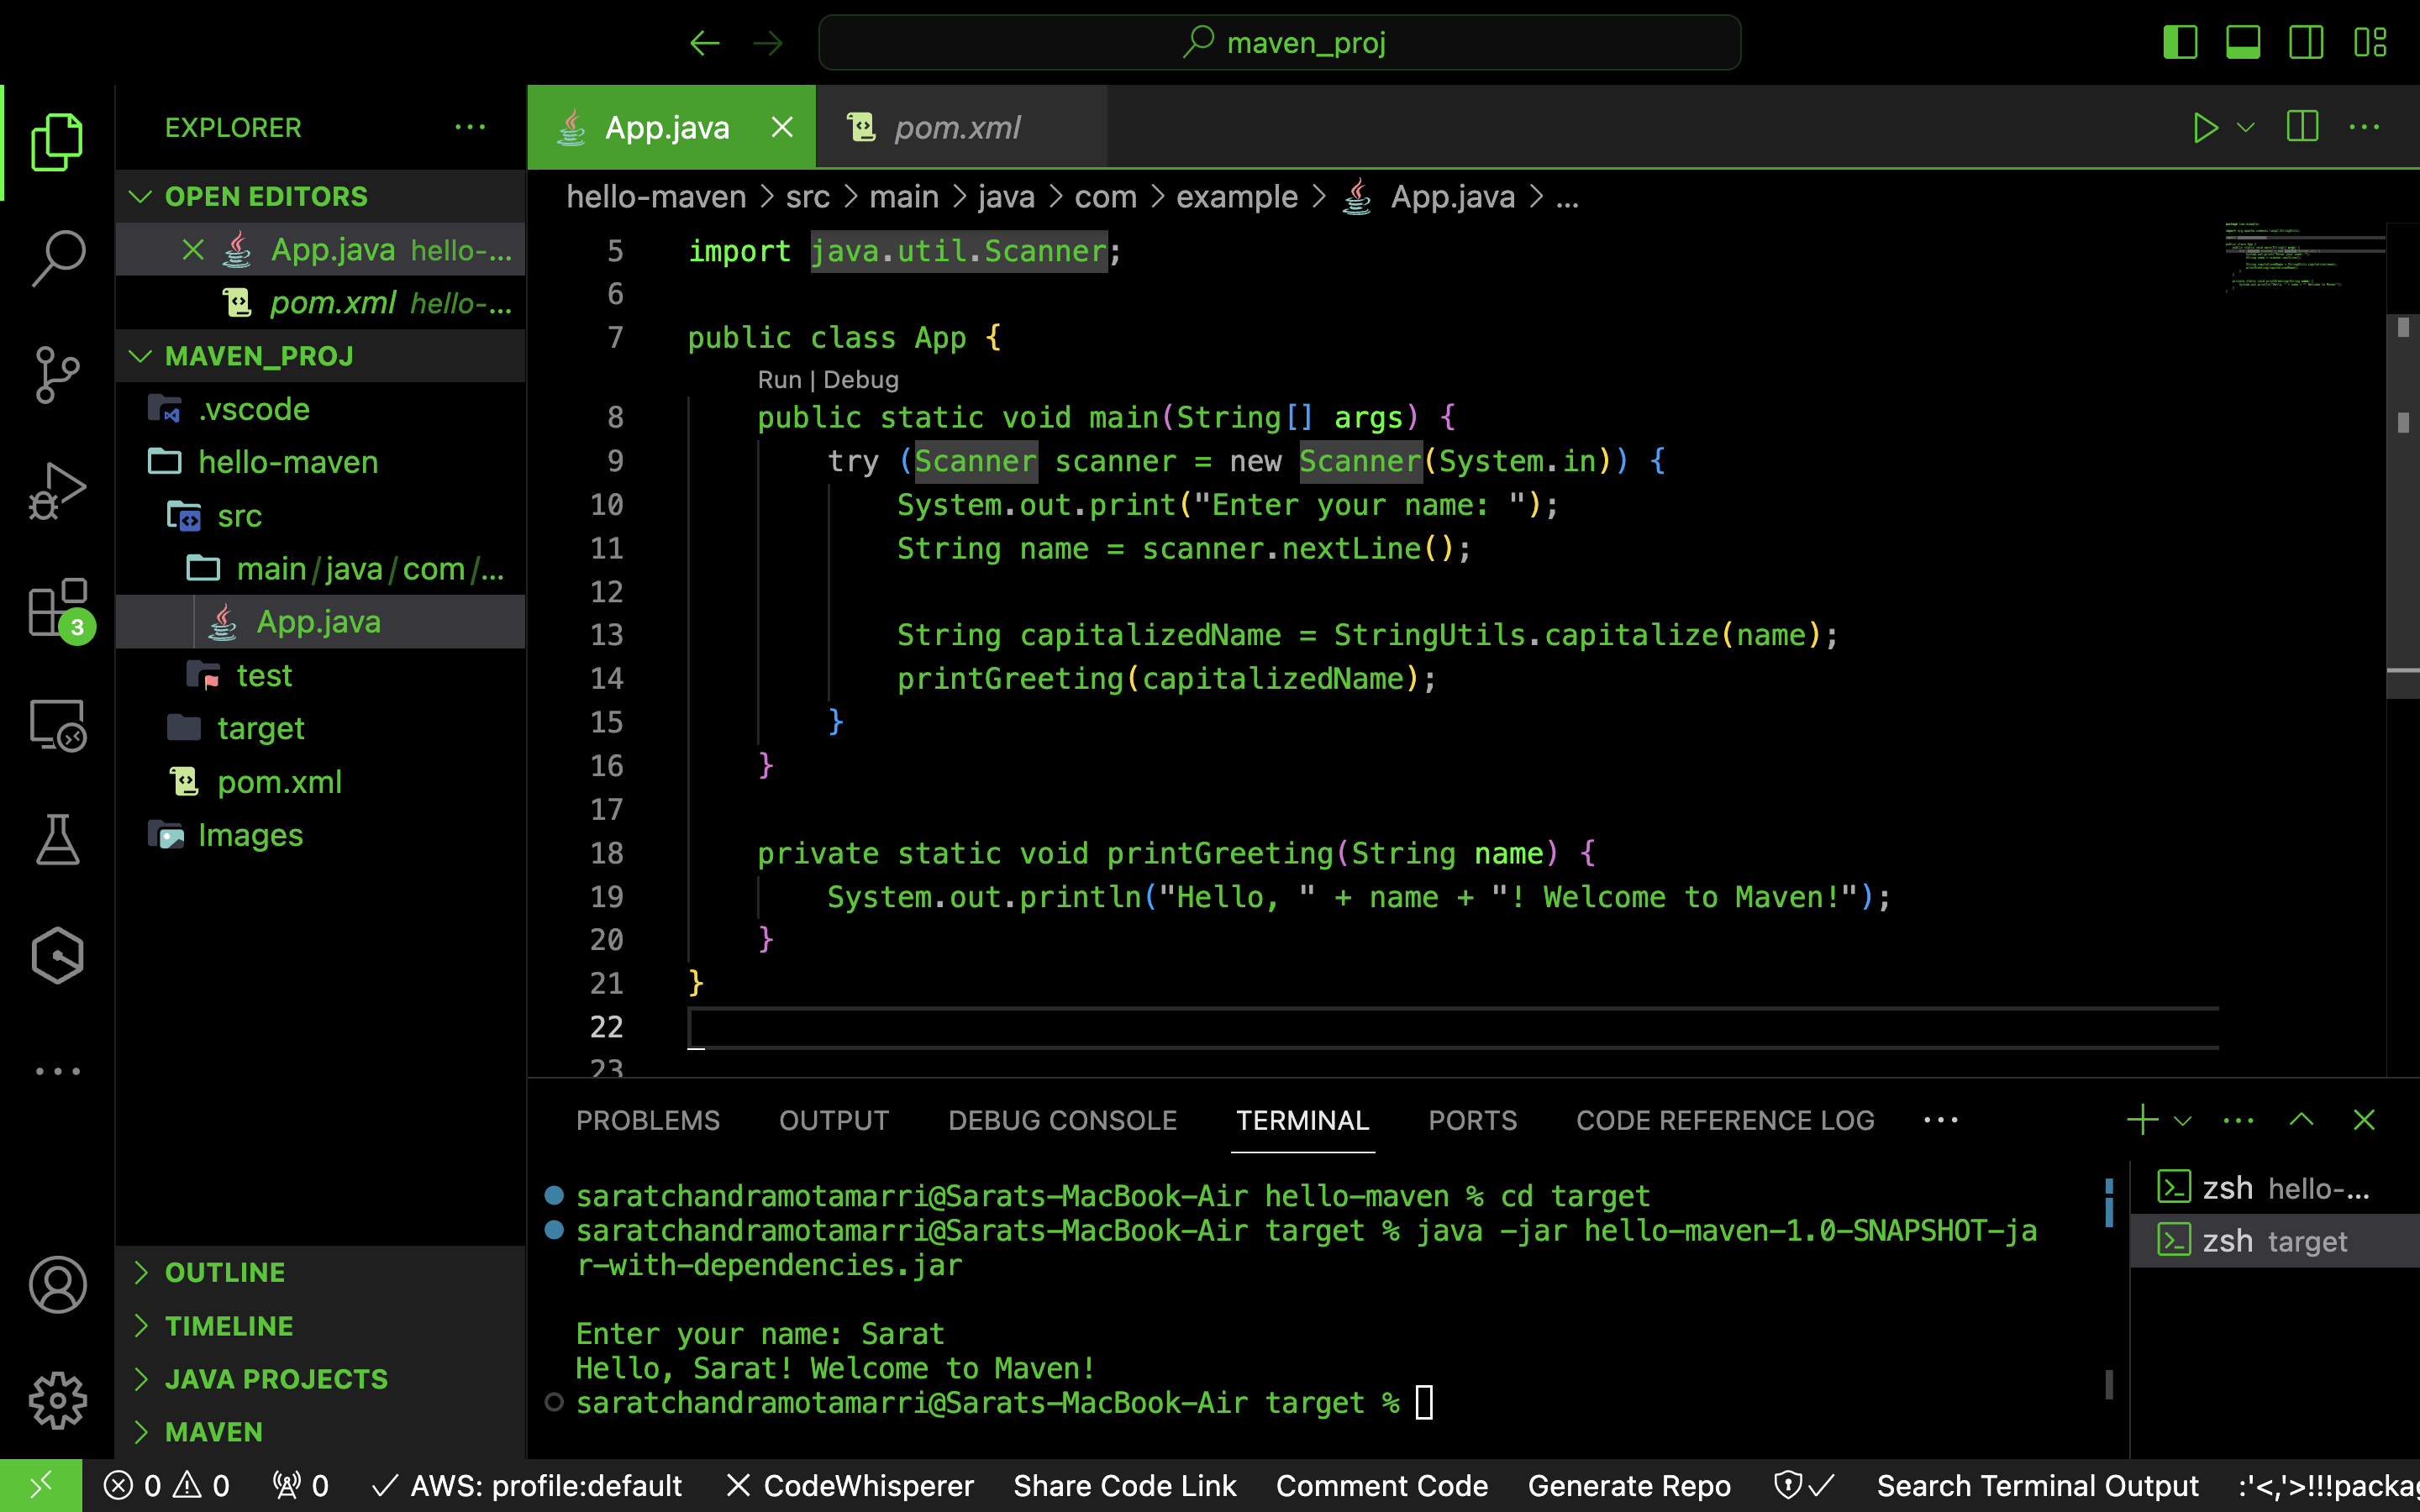 maven_proj
EXPLORER
OPEN EDITORS
App.java hello-...
pom.xml hello-...
MAVEN_PROJ
.vscode
hello-maven
src
main/java/com/...
App.java
test
target
pom.xml
Images
OUTLINE
TIMELINE
JAVA PROJECTS
MAVEN
3
App.java
pom.xml
hello-maven > src > main > java > com > example > App.java > ...
5 import java.util.Scanner;
6
7 public class App {
Run | Debug
8 public static void main(String[] args) {
9 try (Scanner scanner = new Scanner(System.in)) {
10 System.out.print("Enter your name: ");
11 String name = scanner.nextLine();
12
13 String capitalizedName = StringUtils.capitalize(name);
14 printGreeting(capitalizedName);
15 }
16 }
17
18 private static void printGreeting(String name) {
19 System.out.println("Hello, " + name + "! Welcome to Maven!");
20 }
21 }
22
23
PROBLEMS OUTPUT DEBUG CONSOLE TERMINAL PORTS CODE REFERENCE LOG
saratchandramotamarri@Sarats-MacBook-Air hello-maven % cd target
saratchandramotamarri@Sarats-MacBook-Air target % java -jar hello-maven-1.0-SNAPSHOT-ja
r-with-dependencies.jar
Enter your name: Sarat
Hello, Sarat! Welcome to Maven!
saratchandramotamarri@Sarats-MacBook-Air target %
zsh hello-...
zsh target
0 0 0 AWS: profile:default CodeWhisperer Share Code Link Comment Code Generate Repo Search Terminal Output :'<,'>!!!packag